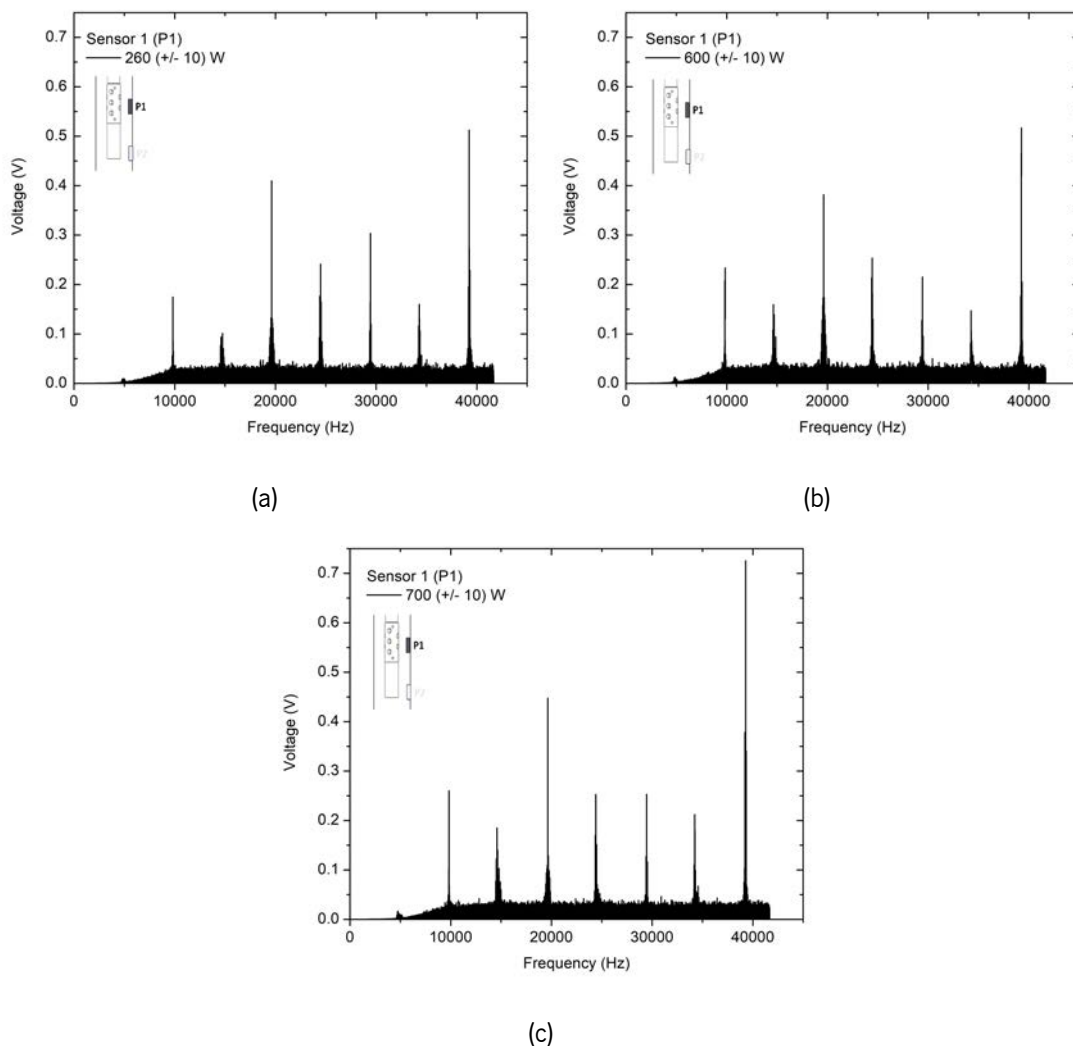 Sensor 1 (P1)
260 (+/- 10) W
P1
P2
Voltage (V)
0.7
0.6
0.5
0.4
0.3
0.2
0.1
0.0
0 10000 20000 30000 40000
Frequency (Hz)
(a)
Sensor 1 (P1)
600 (+/- 10) W
P1
P2
Voltage (V)
0.7
0.6
0.5
0.4
0.3
0.2
0.1
0.0
0 10000 20000 30000 40000
Frequency (Hz)
(b)
Sensor 1 (P1)
700 (+/- 10) W
P1
P2
Voltage (V)
0.7
0.6
0.5
0.4
0.3
0.2
0.1
0.0
0 10000 20000 30000 40000
Frequency (Hz)
(c)